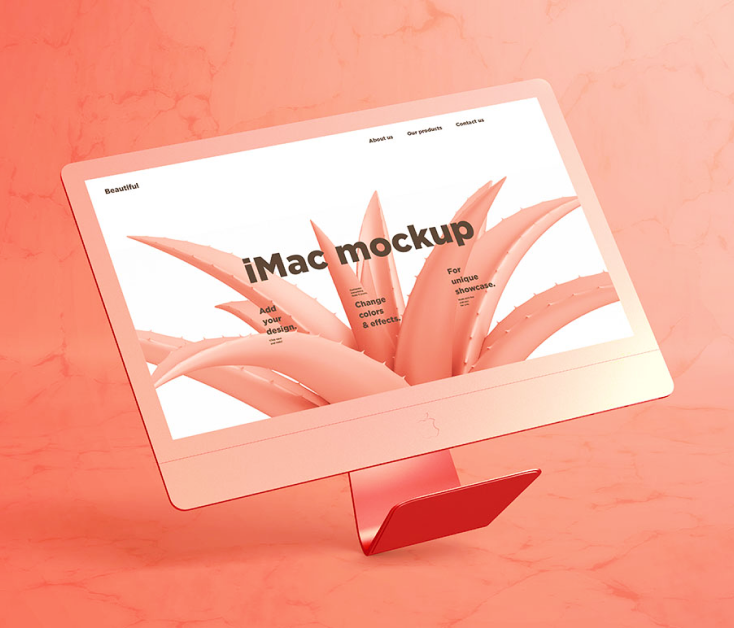 About us Our products Contact us
Beautiful
iMac mockup
Add
your
design.
Change
colors
& effects.
For
unique
showcase.